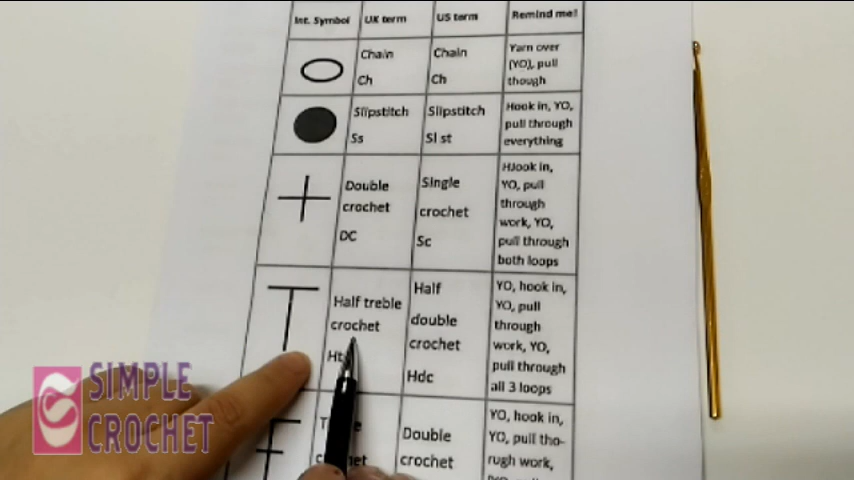 Int. Symbol UK term US term Remind me!
Chain
Ch
Chain
Ch
Yarn over
(YO), pull
though
Slipstitch
Ss
Slipstitch
Sl st
Hook in, YO,
pull through
everything
Double
crochet
DC
Single
crochet
Sc
HJook in,
YO, pull
through
work, YO,
pull through
both loops
Half treble
crochet
Half
double
crochet
Hdc
YO, hook in,
YO, pull
through
work, YO,
pull through
all 3 loops
Double
crochet
YO, hook in,
YO, pull tho-
rugh work,
SIMPLE
CROCHET